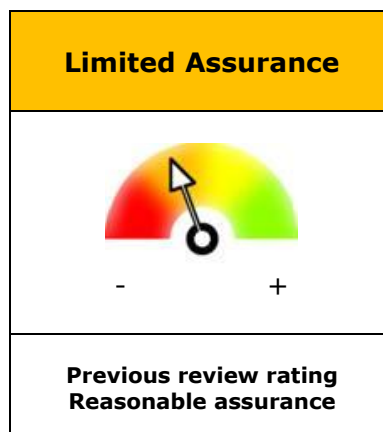 Limited Assurance
- +
Previous review rating
Reasonable assurance